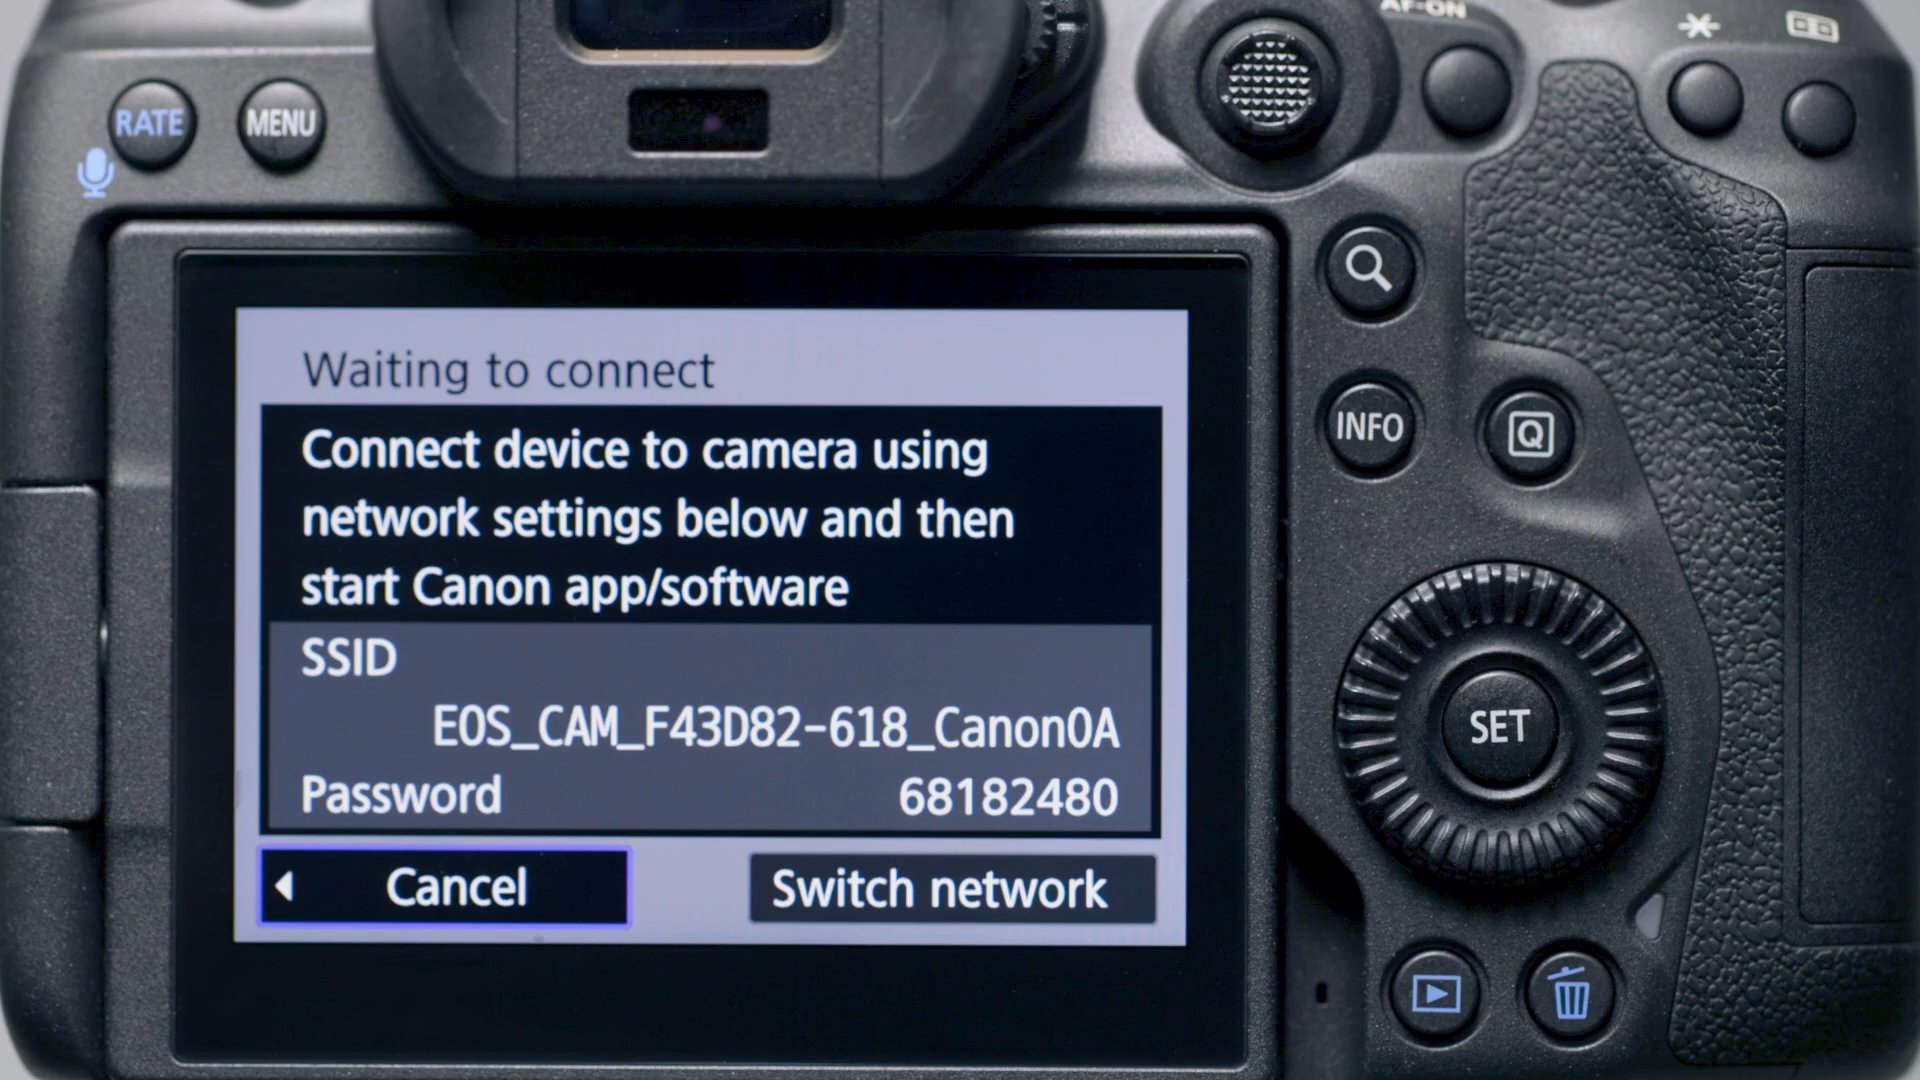 AF-ON
RATE
MENU
Waiting to connect
Connect device to camera using
network settings below and then
start Canon app/software
SSID
EOS_CAM_F43D82-618_Canon0A
Password 68182480
Cancel
Switch network
INFO
Q
SET